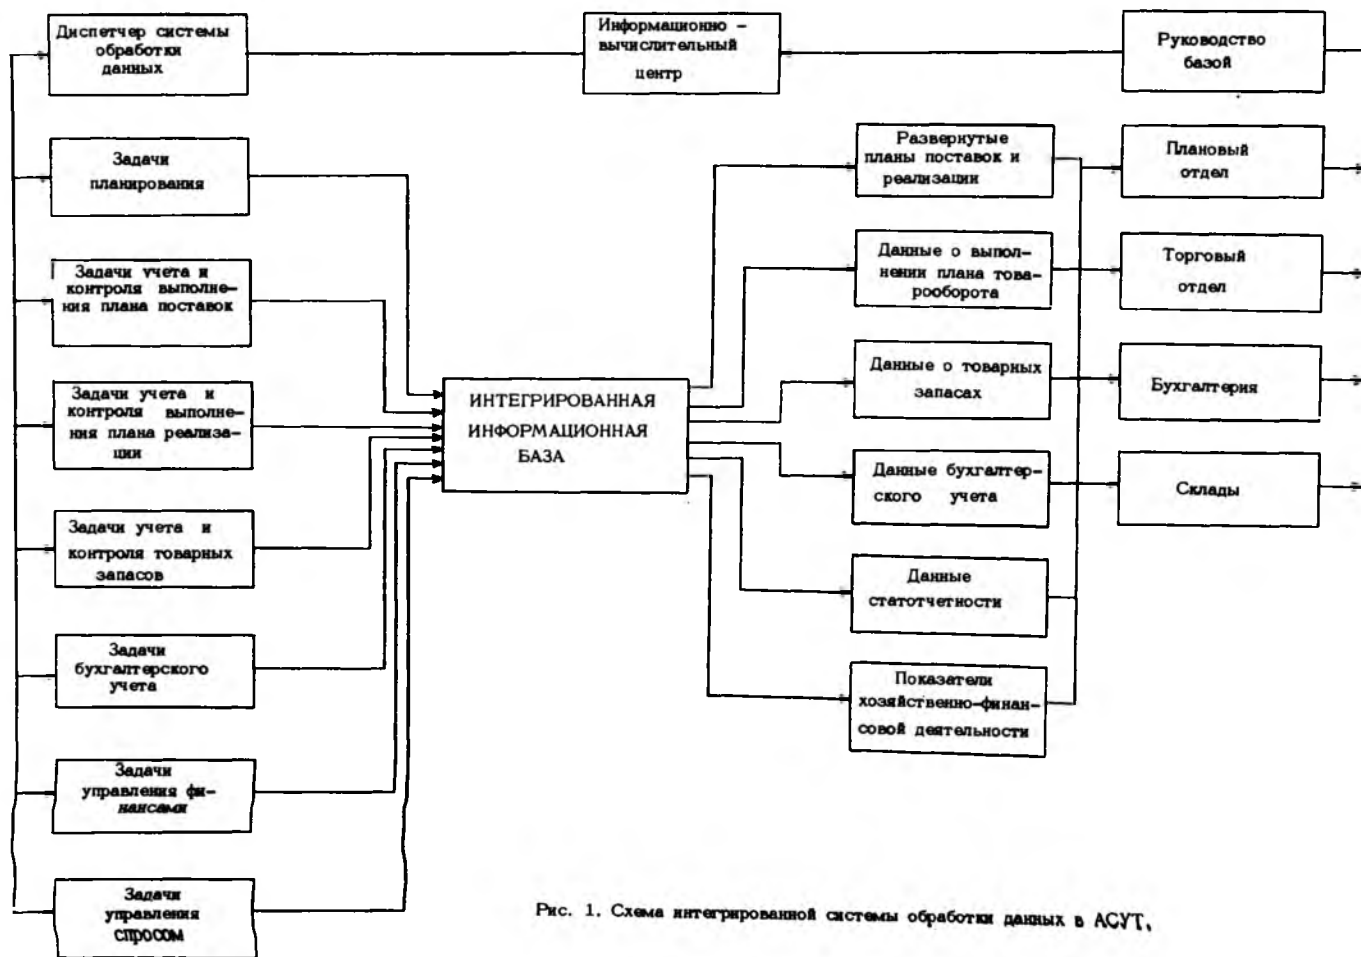 Диспетчер системы
обработки
данных
Информационно –
вычислительный
центр
Руководство
базой
Задачи
планирования
Задачи учета и
контроля выполне-
ния плана поставок
Задачи учета и
контроля выполне-
ния плана реализа-
ции
Задачи учета и
контроля товарных
запасов
Задачи
бухгалтерского
учета
Задачи
управления фи-
нансами
Задачи
управления
спросом
ИНТЕГРИРОВАННАЯ
ИНФОРМАЦИОННАЯ
БАЗА
Развернутые
планы поставок и
реализации
Данные о выпол-
нении плана това-
рооборота
Данные о товарных
запасах
Данные бухгалтер-
ского учета
Данные
статотчетности
Показатели
хозяйственно-финан-
совой деятельности
Плановый
отдел
Торговый
отдел
Бухгалтерия
Склады
Рис. 1. Схема интегрированной системы обработки данных в АСУТ.